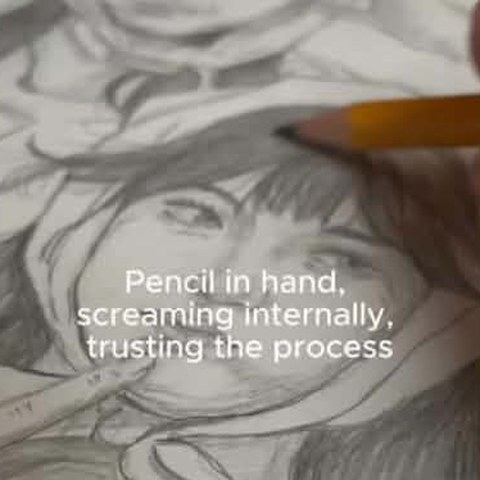 Pencil in hand,
screaming internally,
trusting the process